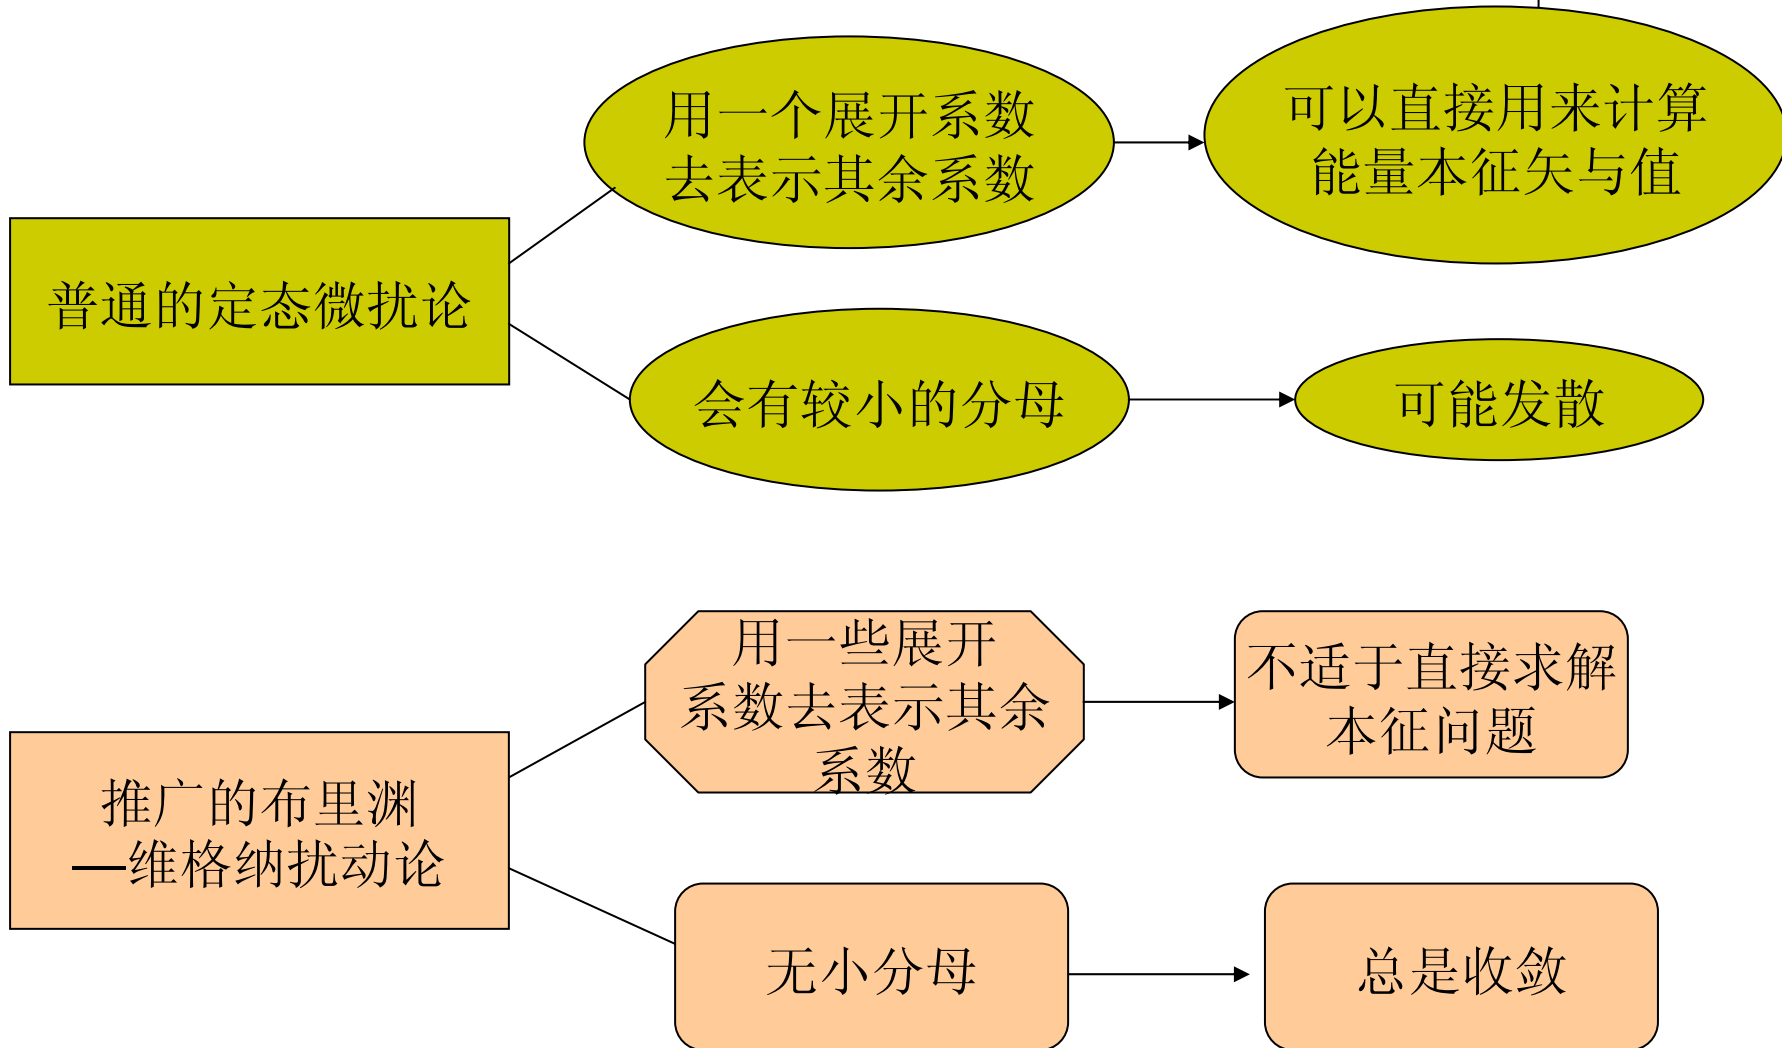 用一个展开系数
去表示其余系数
可以直接用来计算
能量本征矢与值
普通的定态微扰论
会有较小的分母
可能发散
用一些展开
系数去表示其余
系数
不适于直接求解
本征问题
推广的布里渊
—维格纳扰动论
无小分母
总是收敛